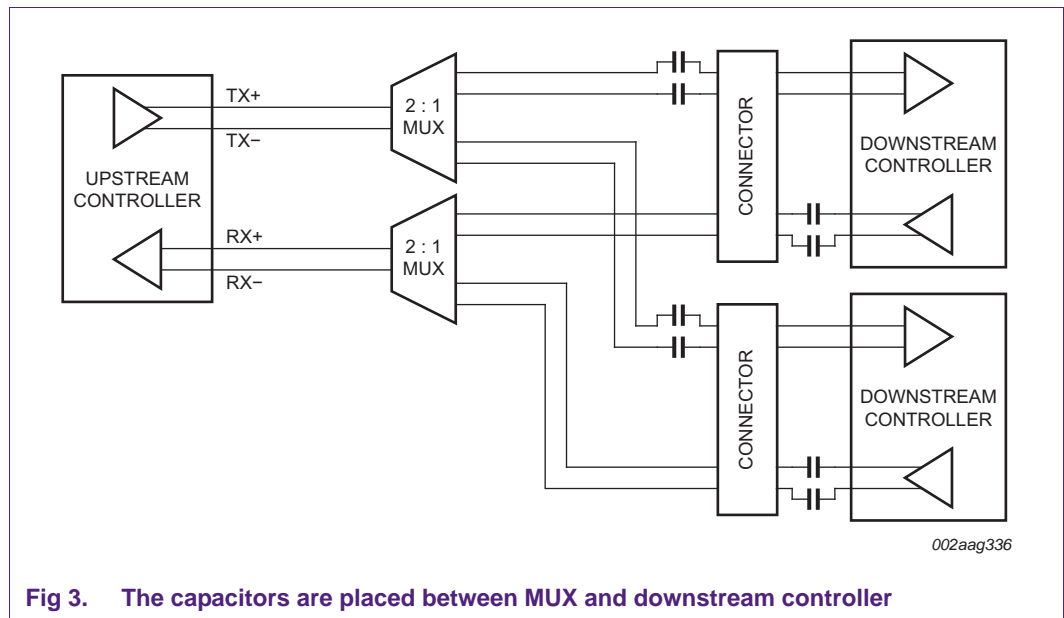 TX+
TX−
UPSTREAM
CONTROLLER
RX+
RX−
2 : 1
MUX
2 : 1
MUX
CONNECTOR
DOWNSTREAM
CONTROLLER
CONNECTOR
DOWNSTREAM
CONTROLLER
002aag336
Fig 3. The capacitors are placed between MUX and downstream controller